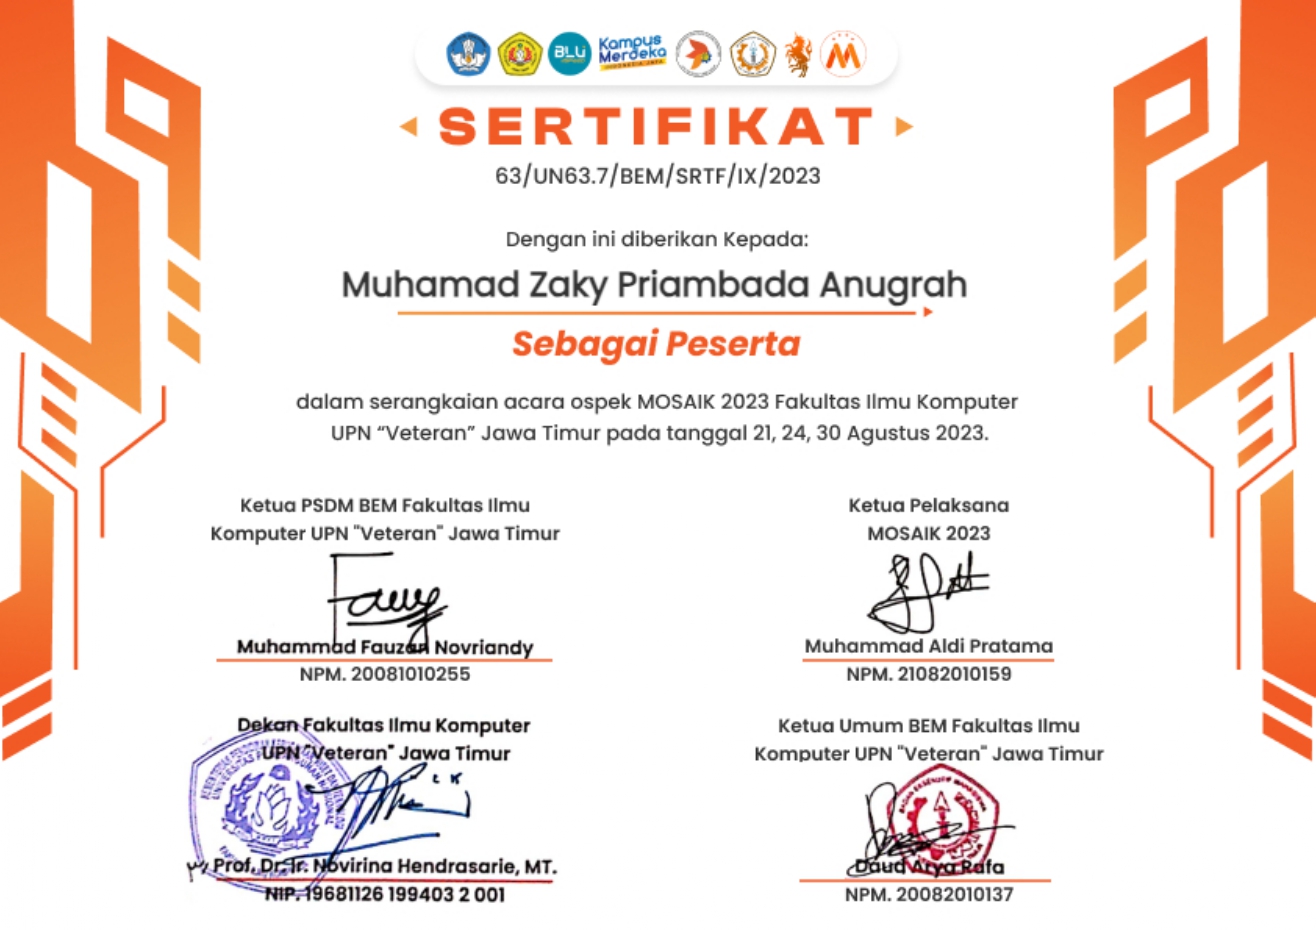 BLU
Kampus
Merdeka
INDONESIA JAYA
SERTIFIKAT
63/UN63.7/BEM/SRTF/IX/2023
Dengan ini diberikan Kepada:
Muhamad Zaky Priambada Anugrah
Sebagai Peserta
dalam serangkaian acara ospek MOSAIK 2023 Fakultas Ilmu Komputer
UPN “Veteran” Jawa Timur pada tanggal 21, 24, 30 Agustus 2023.
Ketua PSDM BEM Fakultas Ilmu
Komputer UPN "Veteran" Jawa Timur
Muhammad Fauzan Novriandy
NPM. 20081010255
Ketua Pelaksana
MOSAIK 2023
Muhammad Aldi Pratama
NPM. 21082010159
Dekan Fakultas Ilmu Komputer
UPN "Veteran" Jawa Timur
Prof. Dr. Ir. Novirina Hendrasarie, MT.
NIP. 19681126 199403 2 001
Ketua Umum BEM Fakultas Ilmu
Komputer UPN "Veteran" Jawa Timur
Daud Arya Rafa
NPM. 20082010137